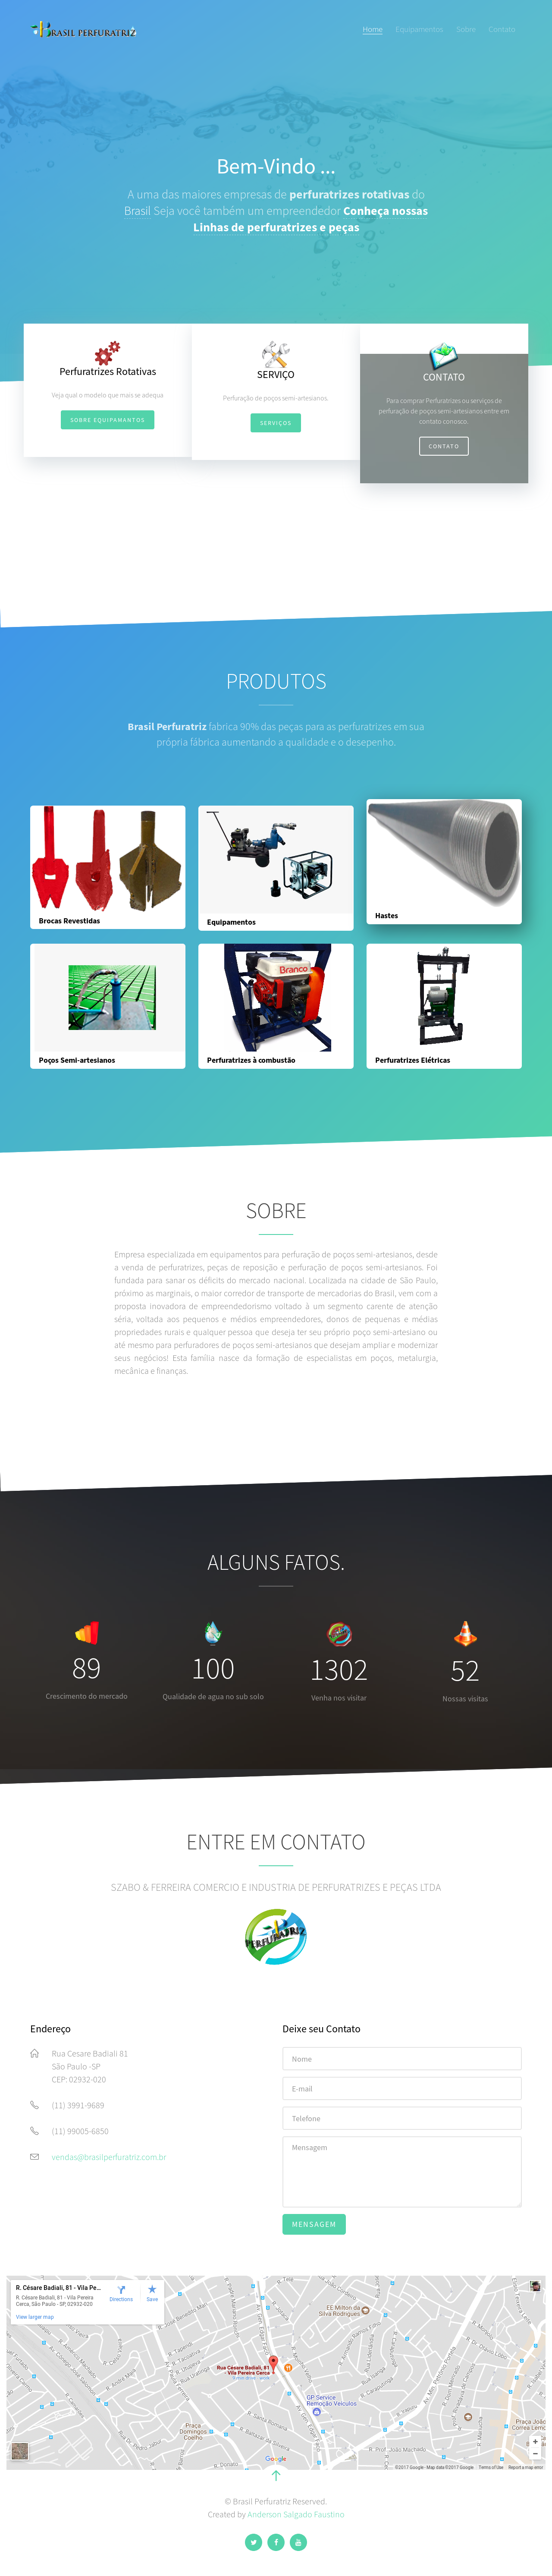 BRASIL PERFURATRIZ
Home Equipamentos Sobre Contato
Bem-Vindo ...
A uma das maiores empresas de perfuratrizes rotativas do
Brasil Seja você também um empreendedor Conheça nossas
Linhas de perfuratrizes e peças
Perfuratrizes Rotativas
Veja qual o modelo que mais se adequa
SOBRE EQUIPAMANTOS
SERVIÇO
Perfuração de poços semi-artesianos.
SERVIÇOS
CONTATO
Para comprar Perfuratrizes ou serviços de
perfuração de poços semi-artesianos entre em
contato conosco.
CONTATO
PRODUTOS
Brasil Perfuratriz fabrica 90% das peças para as perfuratrizes em sua
própria fábrica aumentando a qualidade e o desepenho.
Brocas Revestidas
Equipamentos
Hastes
Branco
Poços Semi-artesianos
Perfuratrizes à combustão
Perfuratrizes Elétricas
SOBRE
Empresa especializada em equipamentos para perfuração de poços semi-artesianos, desde
a venda de perfuratrizes, peças de reposição e perfuração de poços semi-artesianos. Foi
fundada para sanar os déficits do mercado nacional. Localizada na cidade de São Paulo,
próximo as marginais, o maior corredor de transporte de mercadorias do Brasil, vem com a
proposta inovadora de empreendedorismo voltado à um segmento carente de atenção
séria, voltada aos pequenos e médios empreendedores, donos de pequenas e médias
propriedades rurais e qualquer pessoa que deseja ter seu próprio poço semi-artesiano ou
até mesmo para perfuradores de poços semi-artesianos que desejam ampliar e modernizar
seus negócios! Esta família nasce da formação de especialistas em poços, metalurgia,
mecânica e finanças.
ALGUNS FATOS.
89
Crescimento do mercado
100
Qualidade de agua no sub solo
1302
Venha nos visitar
52
Nossas visitas
ENTRE EM CONTATO
SZABO & FERREIRA COMERCIO E INDUSTRIA DE PERFURATRIZES E PEÇAS LTDA
PERFURATRIZ
Endereço
Rua Cesare Badiali 81
São Paulo -SP
CEP: 02932-020
(11) 3991-9689
(11) 99005-6850
vendas@brasilperfuratriz.com.br
Deixe seu Contato
Nome
E-mail
Telefone
Mensagem
MENSAGEM
R. César Badiali, 81 - Vila Pe...
R. César Badiali, 81 - Vila Pereira
Cerca, São Paulo - SP, 02932-020
Directions
Save
View larger map
EE Milton da
Silva Rodrigues
Rua César Badiali, 81
- Vila Pereira Cerca
GP Service
Remoção Veículos
Praça
Domingos
Coelho
Praça João
Correa Lemo
R. Prof. João Machado
Google
©2017 Google - Map data ©2017 Google Terms of Use Report a map error
© Brasil Perfuratriz Reserved.
Created by Anderson Salgado Faustino